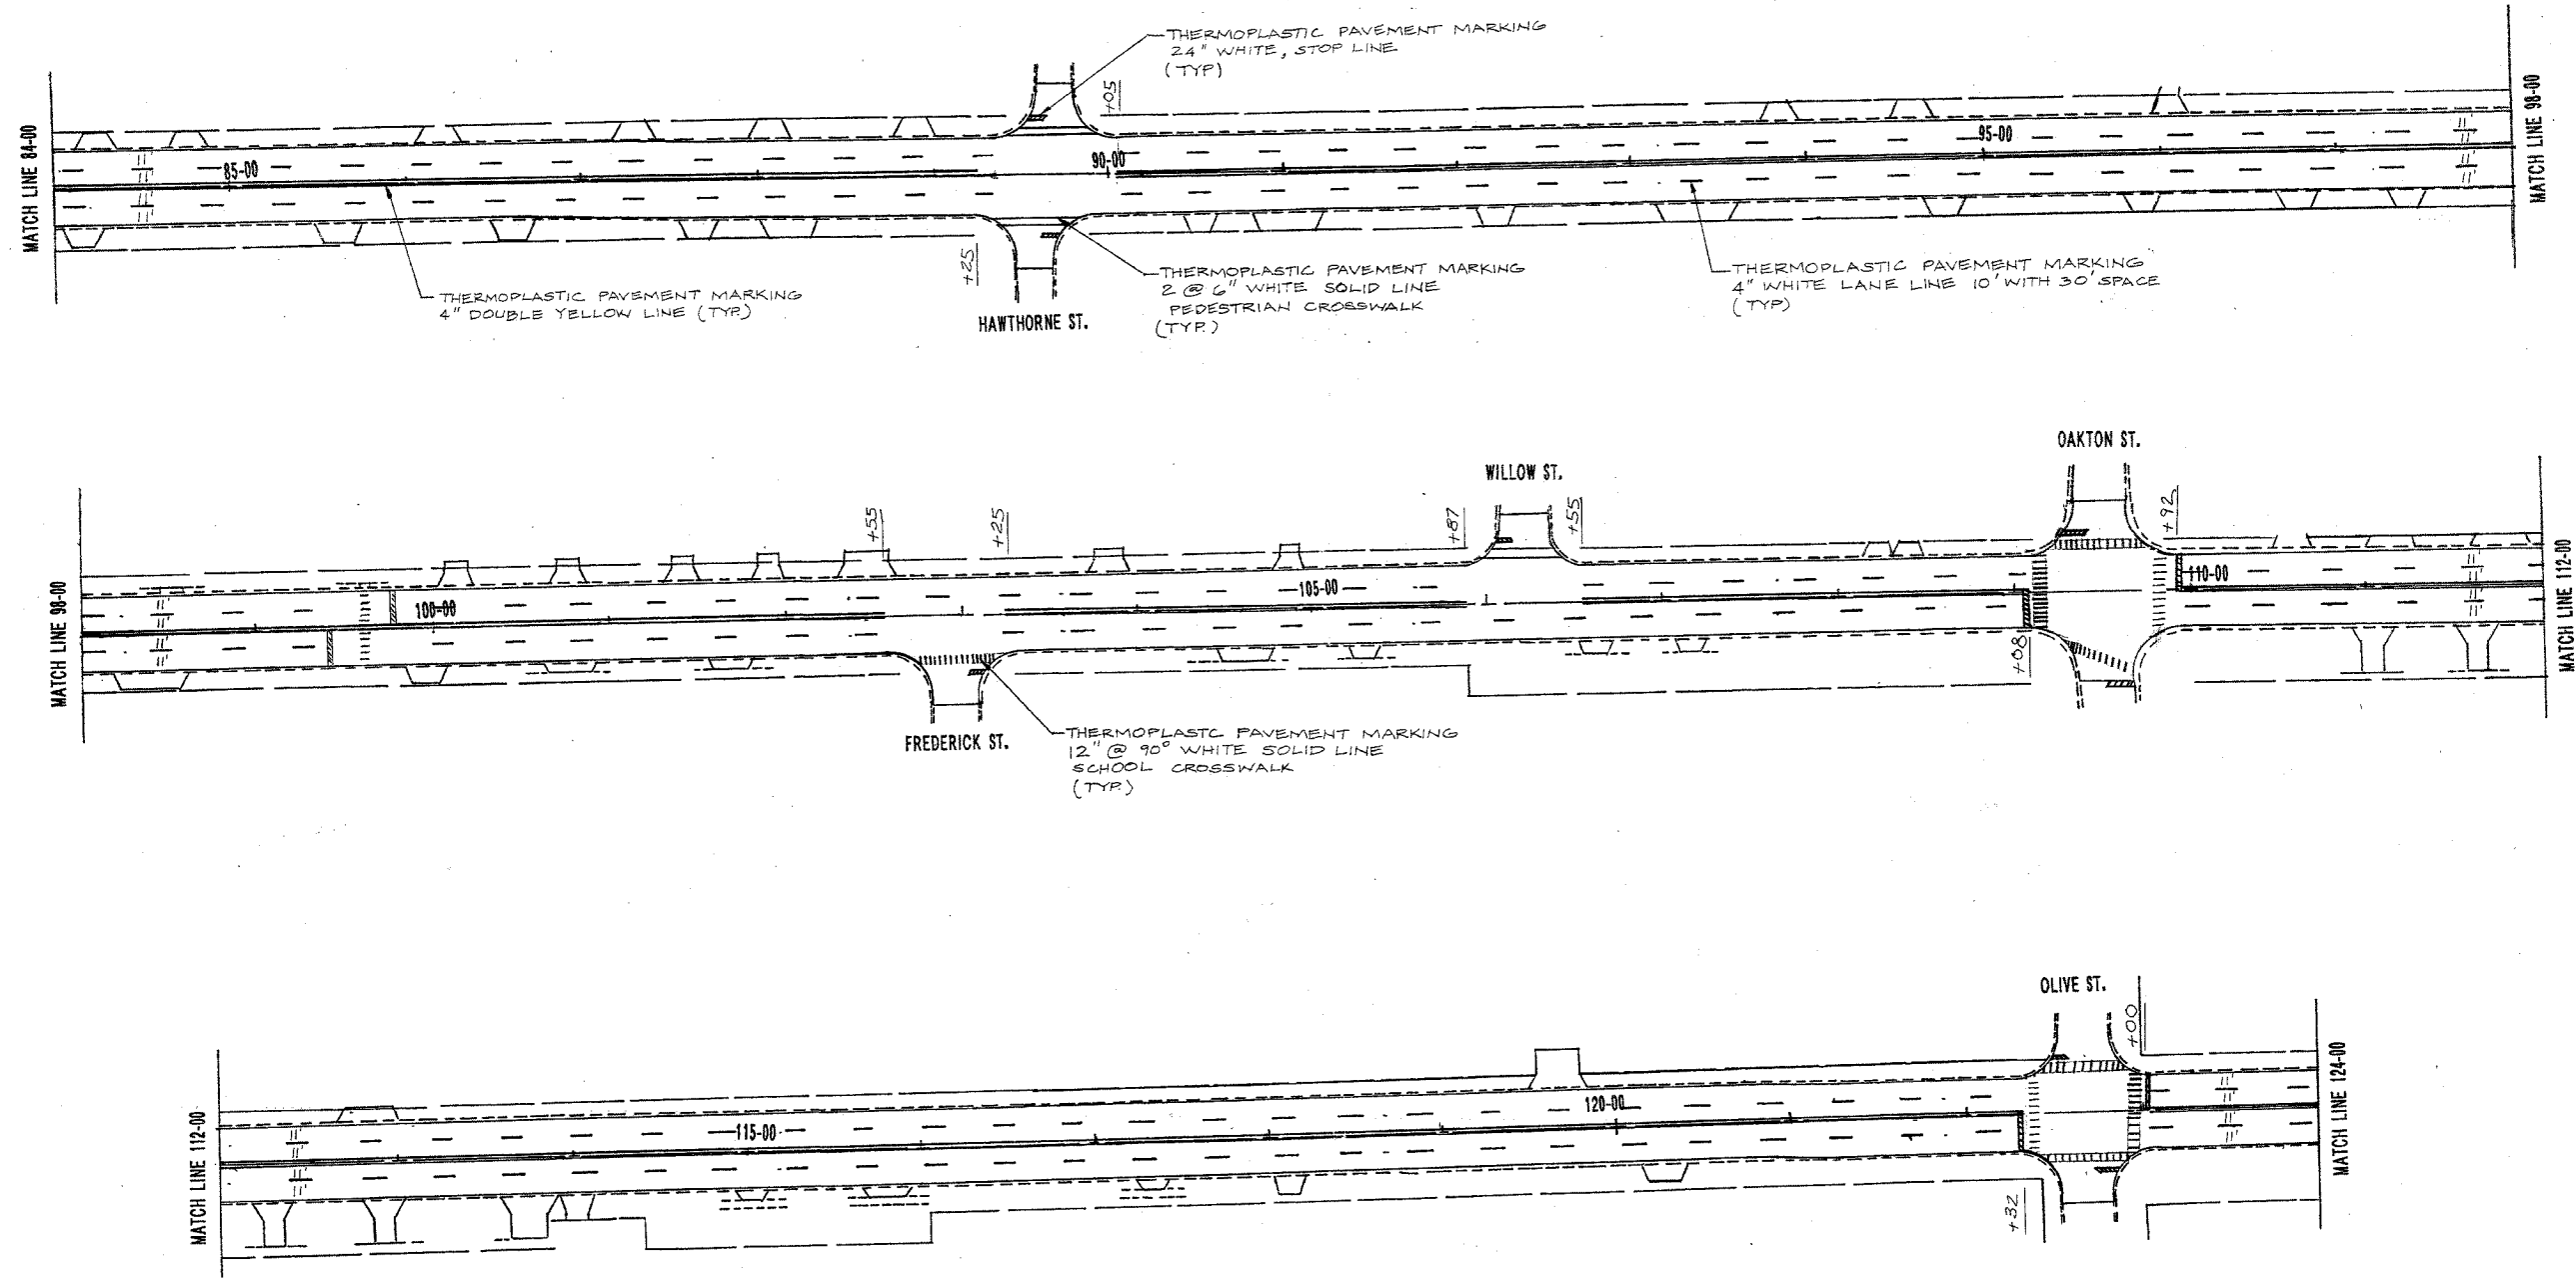 THERMOPLASTIC PAVEMENT MARKING
24" WHITE, STOP LINE
(TYP)
+05
MATCH LINE 84-00
85-00
90-00
95-00
MATCH LINE 98-00
+25
THERMOPLASTIC PAVEMENT MARKING
4" DOUBLE YELLOW LINE (TYP.)
HAWTHORNE ST.
THERMOPLASTIC PAVEMENT MARKING
2 @ 6" WHITE SOLID LINE
PEDESTRIAN CROSSWALK
(TYP.)
THERMOPLASTIC PAVEMENT MARKING
4" WHITE LANE LINE 10' WITH 30' SPACE
(TYP)
OAKTON ST.
WILLOW ST.
+55
+25
+87
+55
+92
MATCH LINE 98-00
100-00
105-00
110-00
MATCH LINE 112-00
+08
FREDERICK ST.
THERMOPLASTC PAVEMENT MARKING
12" @ 90° WHITE SOLID LINE
SCHOOL CROSSWALK
(TYP.)
OLIVE ST.
+00
MATCH LINE 112-00
115-00
120-00
MATCH LINE 124-00
+32